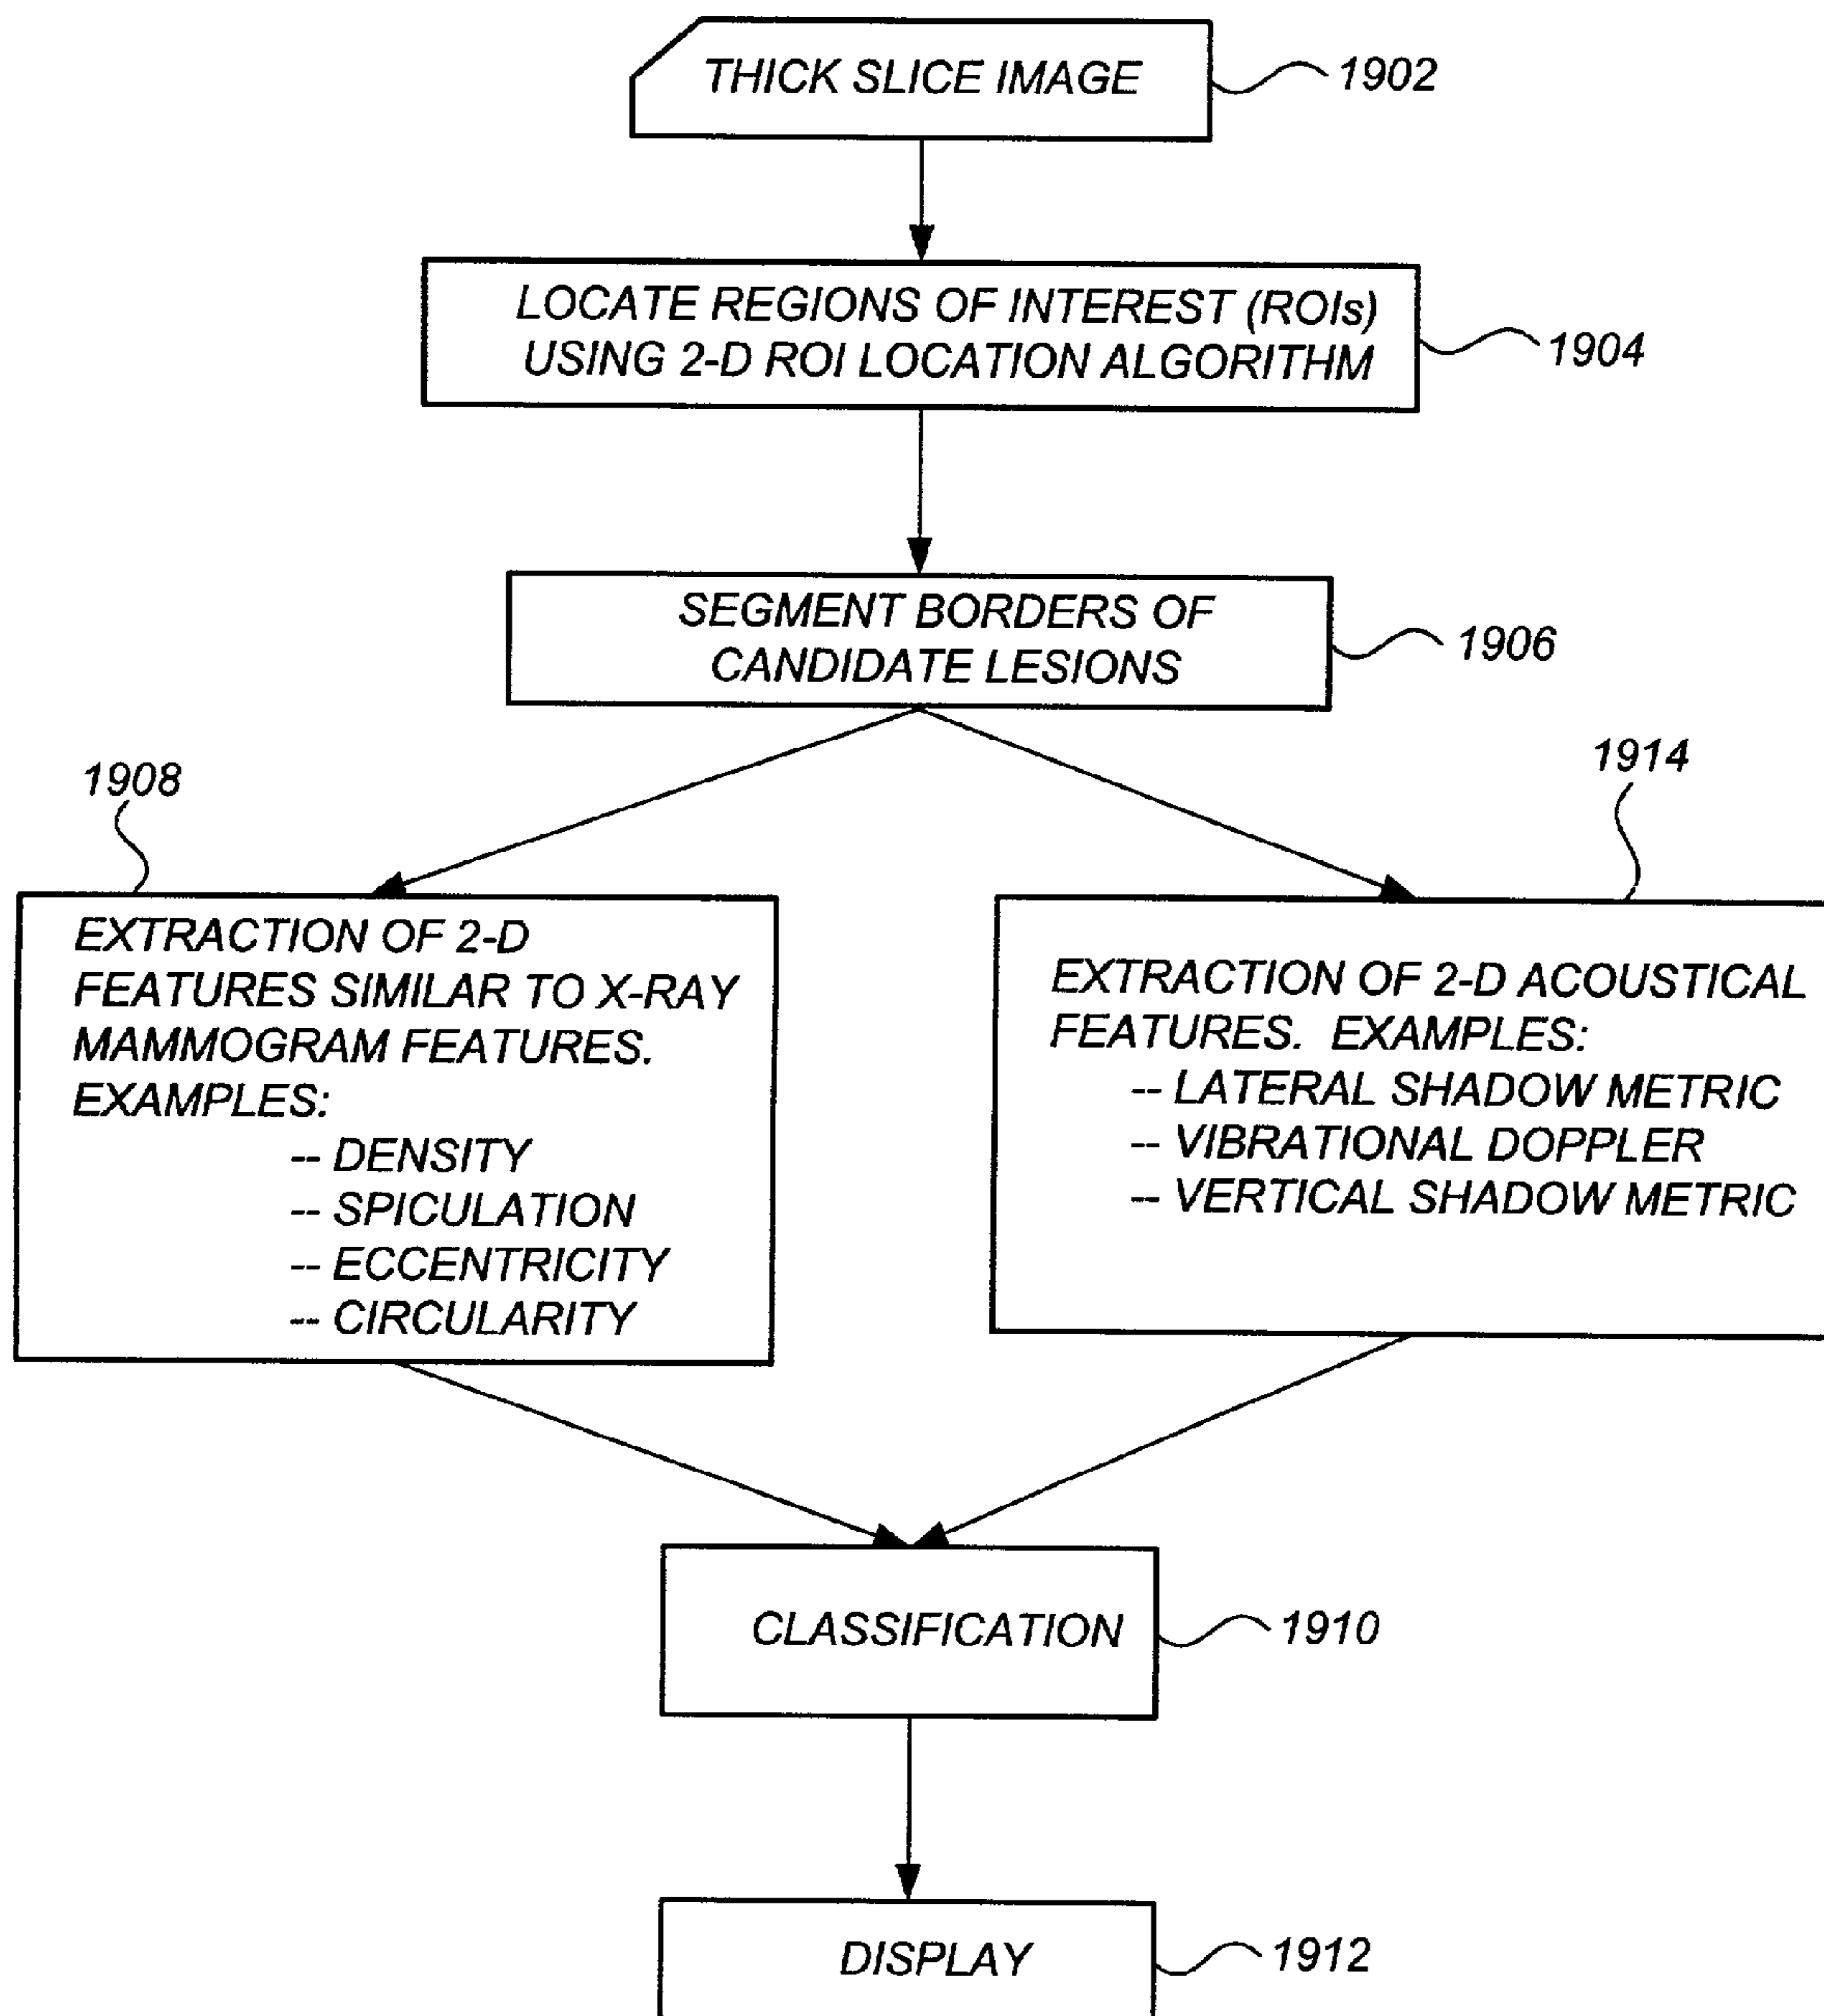 THICK SLICE IMAGE
1902
LOCATE REGIONS OF INTEREST (ROIs)
USING 2-D ROI LOCATION ALGORITHM
1904
SEGMENT BORDERS OF
CANDIDATE LESIONS
1906
1908
EXTRACTION OF 2-D
FEATURES SIMILAR TO X-RAY
MAMMOGRAM FEATURES.
EXAMPLES:
-- DENSITY
-- SPICULATION
-- ECCENTRICITY
-- CIRCULARITY
1914
EXTRACTION OF 2-D ACOUSTICAL
FEATURES. EXAMPLES:
-- LATERAL SHADOW METRIC
-- VIBRATIONAL DOPPLER
-- VERTICAL SHADOW METRIC
CLASSIFICATION
1910
DISPLAY
1912